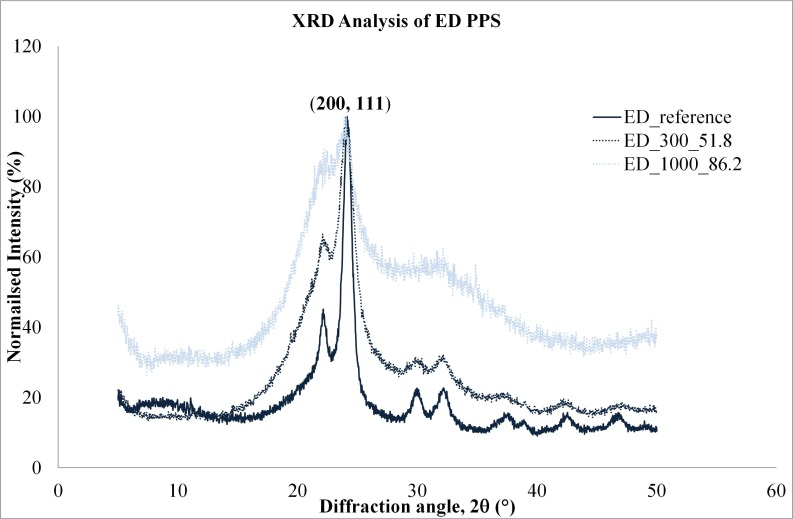 XRD Analysis of ED PPS
120
100
80
60
40
20
0
Normailsed Intensity (%)
(200, 111)
ED_reference
ED_300_51.8
ED_1000_86.2
0 10 20 30 40 50 60
Diffraction angle, 2θ (°)